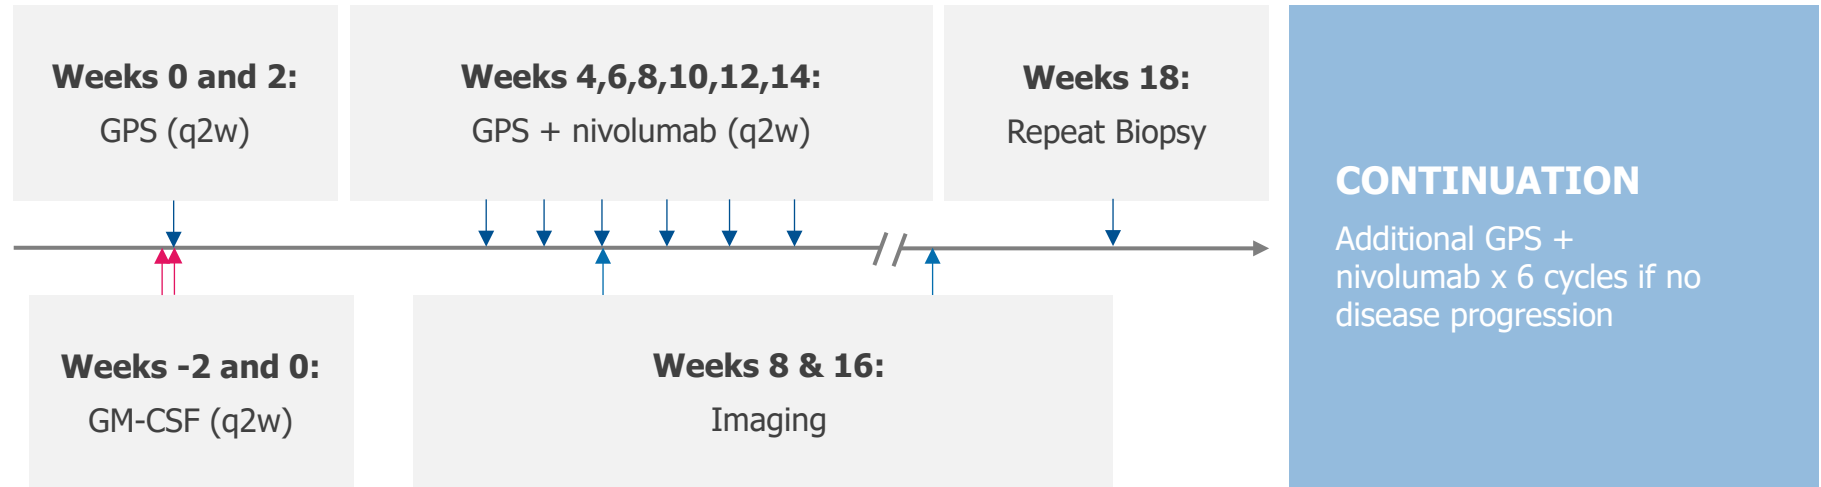 Weeks 0 and 2:
GPS (q2w)
Weeks 4,6,8,10,12,14:
GPS + nivolumab (q2w)
Weeks 18:
Repeat Biopsy
Weeks -2 and 0:
GM-CSF (q2w)
Weeks 8 & 16:
Imaging
CONTINUATION
Additional GPS +
nivolumab x 6 cycles if no
disease progression